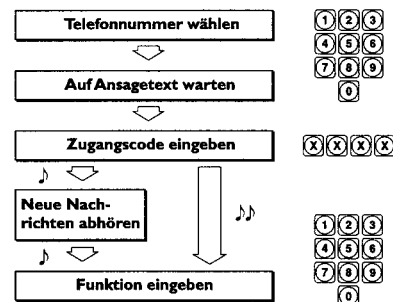 Telefonnummer wählen
1 2 3
4 5 6
7 8 9
0
Auf Ansagetext warten
Zugangscode eingeben
X X X X
Neue Nach-
richten abhören
1 2 3
4 5 6
7 8 9
0
Funktion eingeben